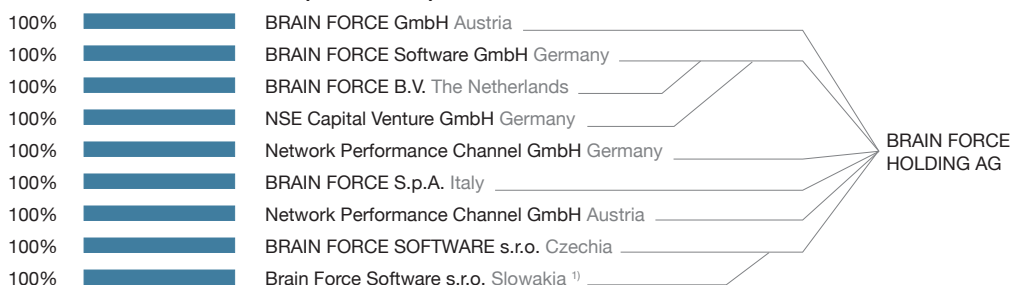 100% BRAIN FORCE GmbH Austria
100% BRAIN FORCE Software GmbH Germany
100% BRAIN FORCE B.V. The Netherlands
100% NSE Capital Venture GmbH Germany
100% Network Performance Channel GmbH Germany
100% BRAIN FORCE S.p.A. Italy
100% Network Performance Channel GmbH Austria
100% BRAIN FORCE SOFTWARE s.r.o. Czechia
100% Brain Force Software s.r.o. Slowakia ¹⁾
BRAIN FORCE
HOLDING AG